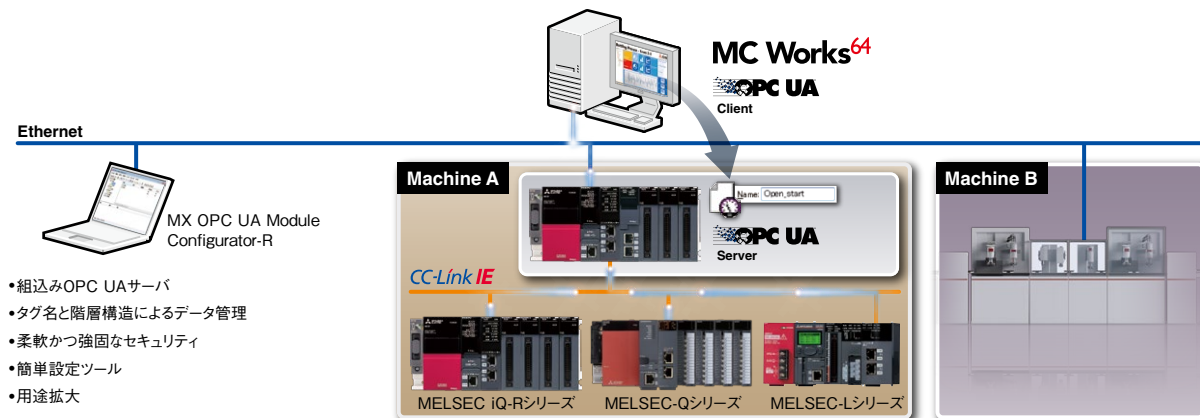 MC Works64
OPC UA
Client
Ethernet
Machine A
Machine B
Name: Open_start
MX OPC UA Module
Configurator-R
OPC UA
Server
CC-Link IE
•組込みOPC UAサーバ
•タグ名と階層構造によるデータ管理
•柔軟かつ強固なセキュリティ
•簡単設定ツール
•用途拡大
MELSEC iQ-Rシリーズ
MELSEC-Qシリーズ
MELSEC-Lシリーズ